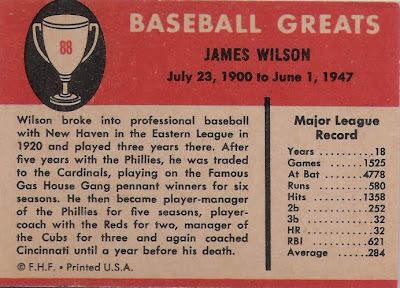 88
BASEBALL GREATS
JAMES WILSON
July 23, 1900 to June 1, 1947
Wilson broke into professional baseball
with New Haven in the Eastern League in
1920 and played three years there. After
five years with the Phillies, he was traded
to the Cardinals, playing on the Famous
Gas House Gang pennant winners for six
seasons. He then became player-manager
of the Phillies for five seasons, player-
coach with the Reds for two, manager of
the Cubs for three and again coached
Cincinnati until a year before his death.
© F.H.F. • Printed U.S.A.
Major League
Record
Years ............ 18
Games ......... 1525
At Bat ......... 4778
Runs ........... 580
Hits ............ 1358
2b .............. 252
3b .............. 32
HR .............. 32
RBI ............. 621
Average ........ .284